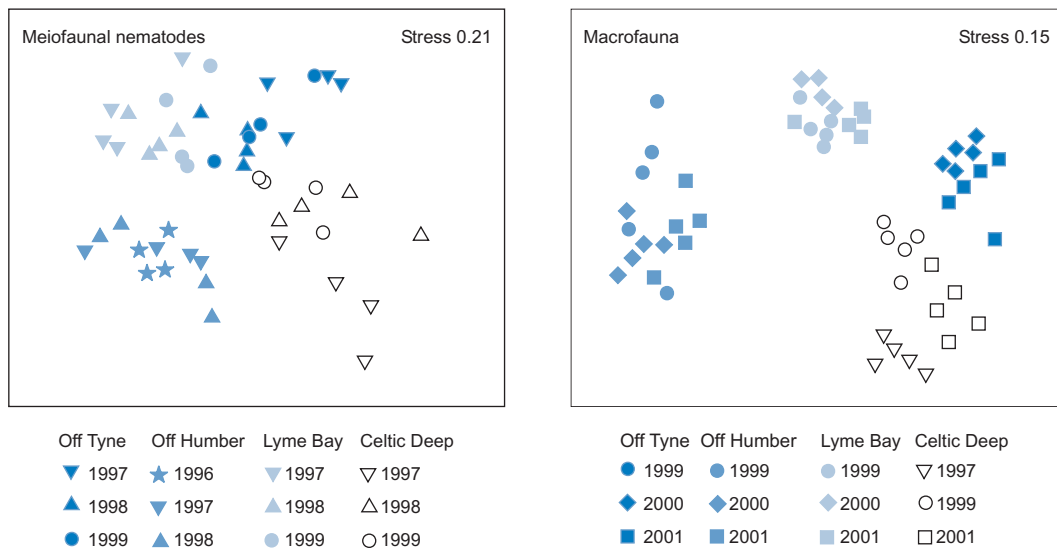 Meiofaunal nematodes Stress 0.21
Macrofauna Stress 0.15
Off Tyne Off Humber Lyme Bay Celtic Deep
1997 1996 1997 1997
1998 1997 1998 1998
1999 1998 1999 1999
Off Tyne Off Humber Lyme Bay Celtic Deep
1999 1999 1999 1997
2000 2000 2000 1999
2001 2001 2001 2001